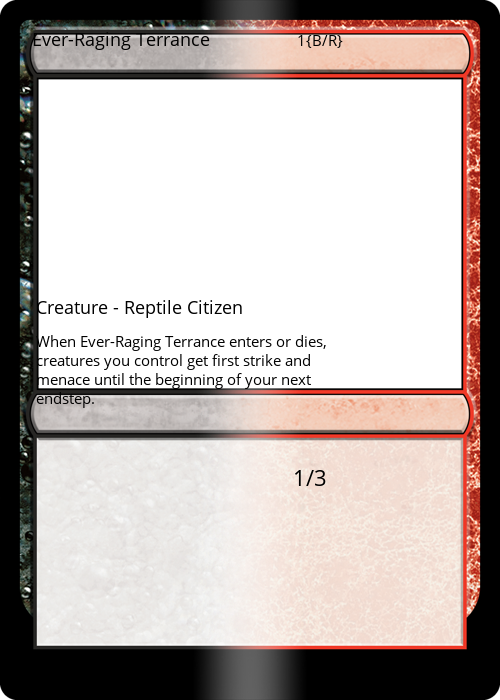 Ever-Raging Terrance 1{B/R}
Creature - Reptile Citizen
When Ever-Raging Terrance enters or dies,
creatures you control get first strike and
menace until the beginning of your next
endstep.
1/3